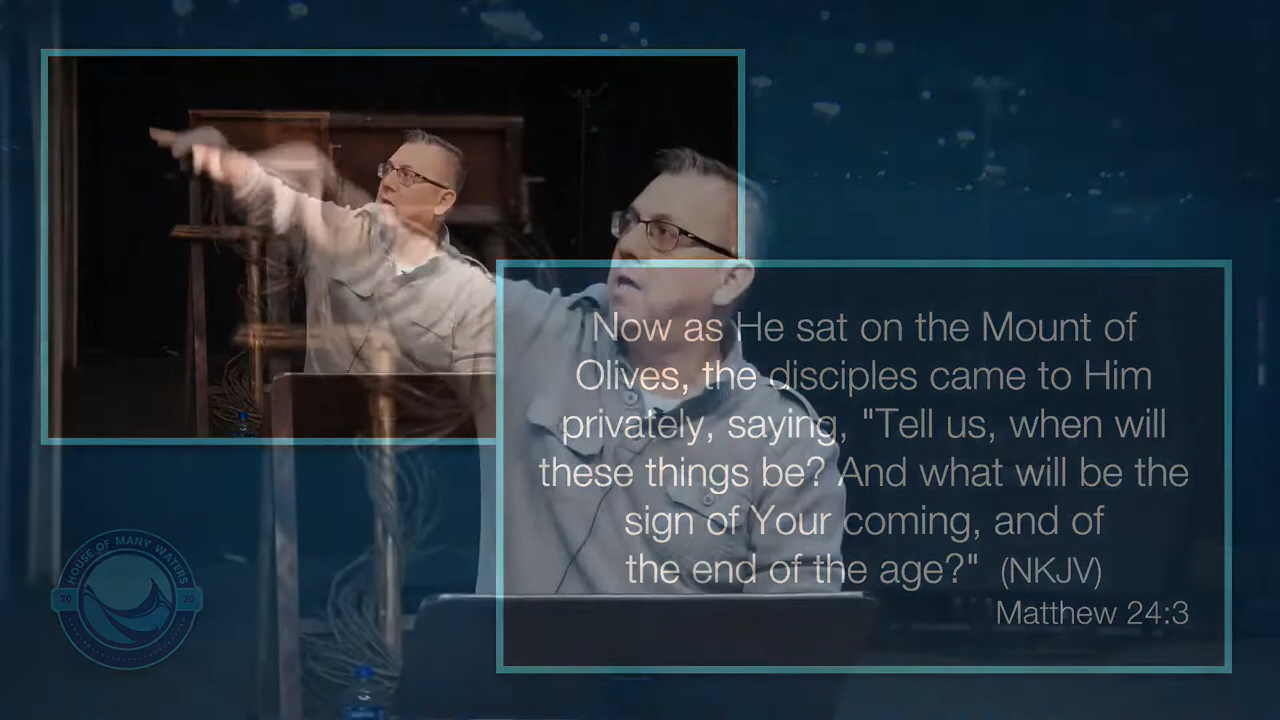 Now as He sat on the Mount of
Olives, the disciples came to Him
privately, saying, "Tell us, when will
these things be? And what will be the
sign of Your coming, and of
the end of the age?" (NKJV)
Matthew 24:3
HOUSE OF MANY WATERS
20 20